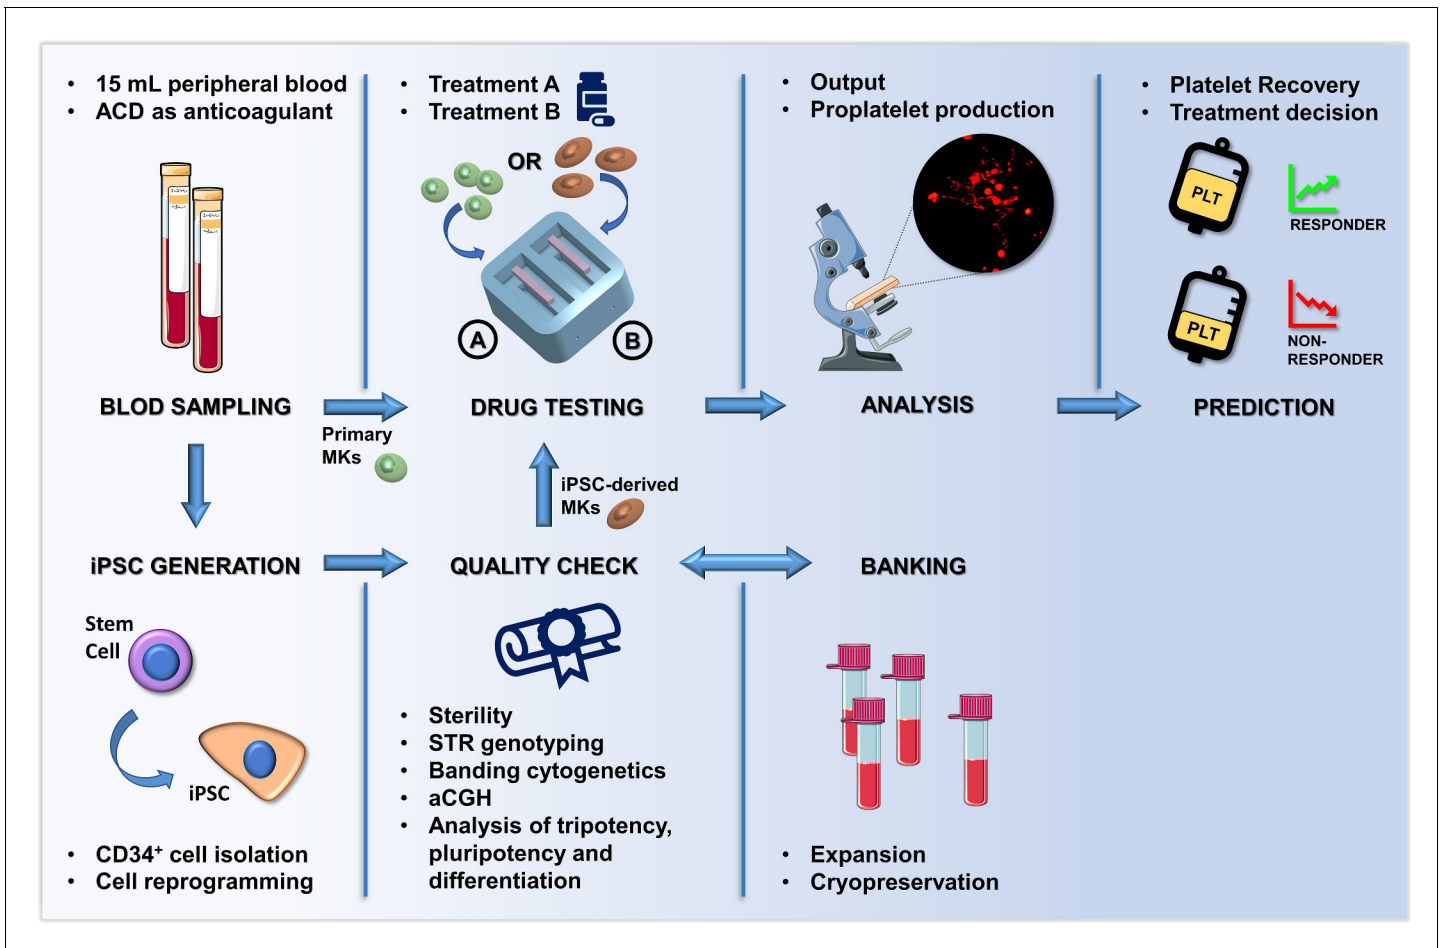 • 15 mL peripheral blood
• ACD as anticoagulant
BLOD SAMPLING
• Treatment A
• Treatment B
OR
A
B
DRUG TESTING
• Output
• Proplatelet production
ANALYSIS
• Platelet Recovery
• Treatment decision
PLT
RESPONDER
PLT
NON-
RESPONDER
PREDICTION
Primary
MKs
iPSC-derived
MKs
iPSC GENERATION
Stem
Cell
iPSC
• CD34⁺ cell isolation
• Cell reprogramming
QUALITY CHECK
• Sterility
• STR genotyping
• Banding cytogenetics
• aCGH
• Analysis of tripotency,
pluripotency and
differentiation
BANKING
• Expansion
• Cryopreservation